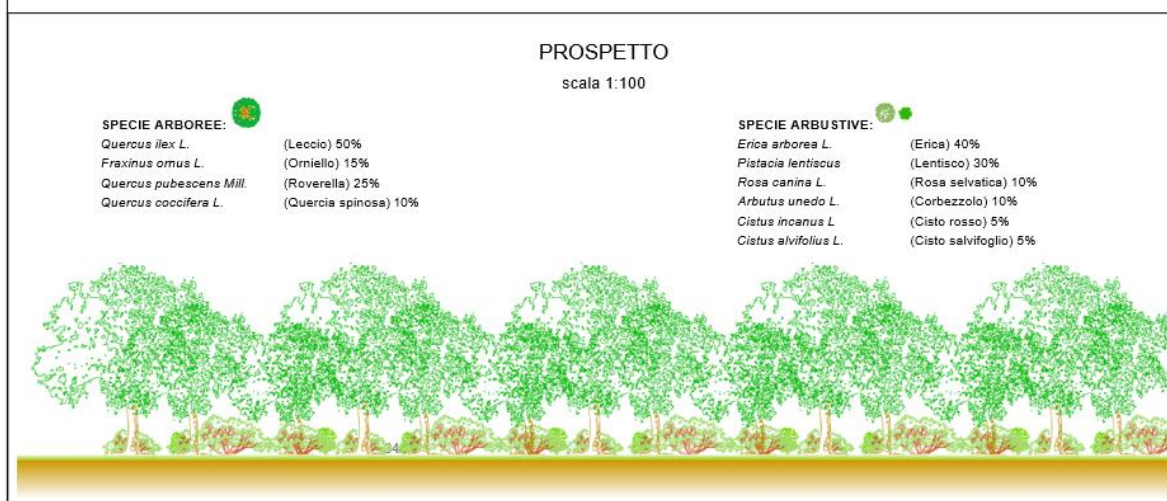 PROSPETTO
scala 1:100
SPECIE ARBOREE:
Quercus ilex L. (Leccio) 50%
Fraxinus ornus L. (Orniello) 15%
Quercus pubescens Mill. (Roverella) 25%
Quercus coccifera L. (Quercia spinosa) 10%
SPECIE ARBUSTIVE:
Erica arborea L. (Erica) 40%
Pistacia lentiscus (Lentisco) 30%
Rosa canina L. (Rosa selvatica) 10%
Arbutus unedo L. (Corbezzolo) 10%
Cistus incanus L (Cisto rosso) 5%
Cistus alvifolius L. (Cisto salvifoglio) 5%